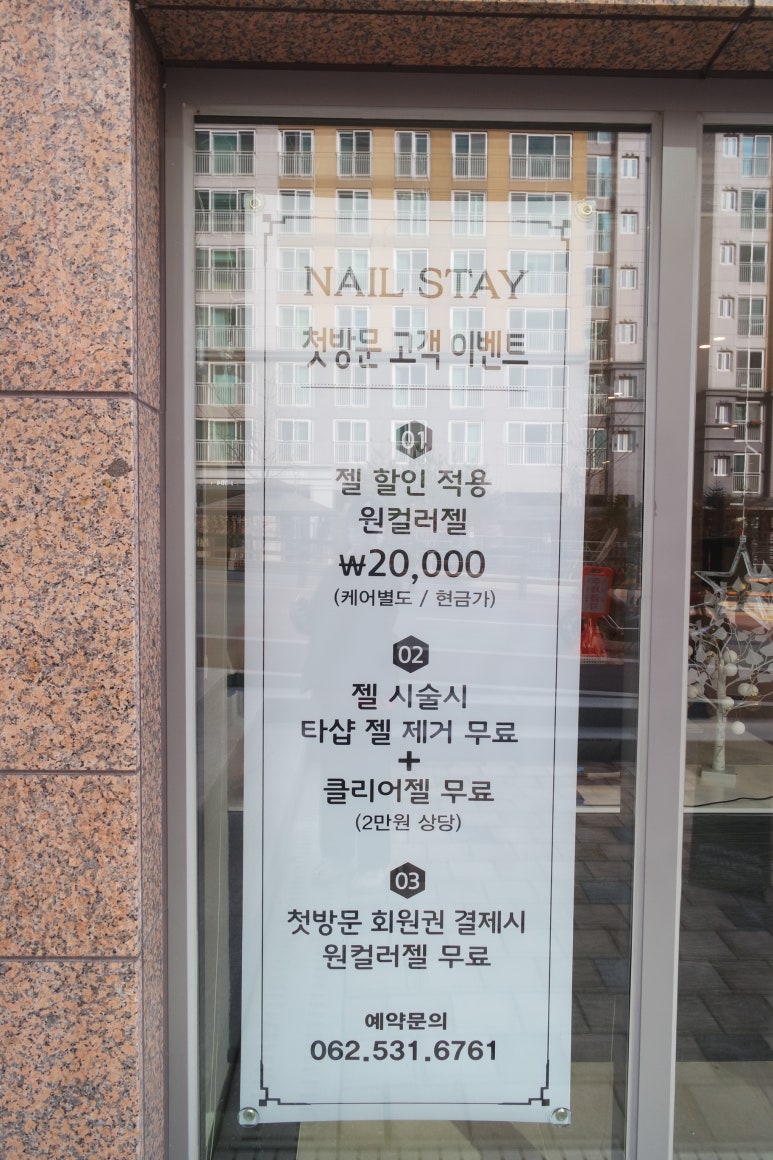 NAIL STAY
첫방문 고객 이벤트
01
젤 할인 적용
원컬러젤
₩20,000
(케어별도 / 현금가)
02
젤 시술시
타샵 젤 제거 무료
+
클리어젤 무료
(2만원 상당)
03
첫방문 회원권 결제시
원컬러젤 무료
예약문의
062.531.6761